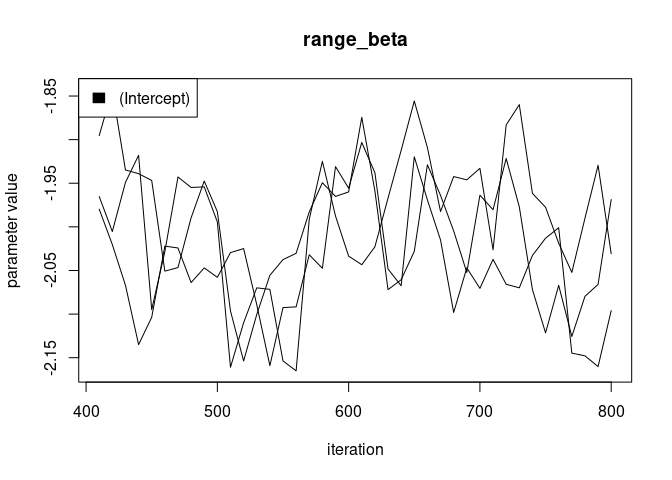 range_beta
(Intercept)
parameter value
-1.85
-1.95
-2.05
-2.15
400 500 600 700 800
iteration